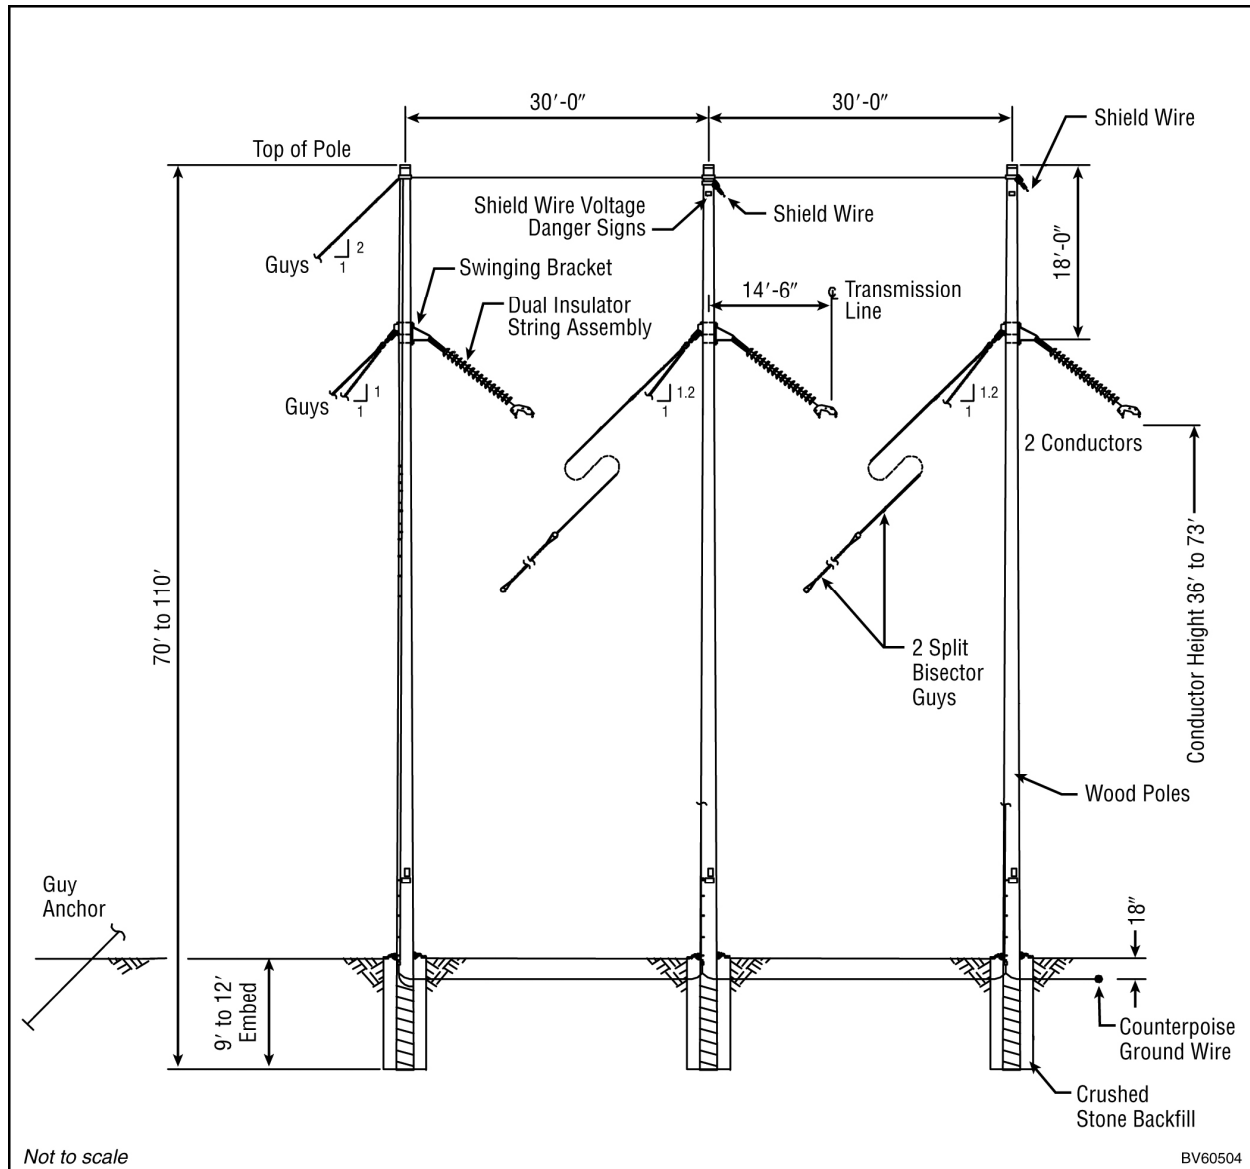 30′-0″
30′-0″
Shield Wire
Top of Pole
Shield Wire Voltage
Danger Signs
Shield Wire
18′-0″
2
1
Guys
Swinging Bracket
14′-6″
℄ Transmission
Line
Dual Insulator
String Assembly
1
1
Guys
1.2
1
1.2
1
2 Conductors
Conductor Height 36′ to 73′
70′ to 110′
2 Split
Bisector
Guys
Wood Poles
Guy
Anchor
18″
9′ to 12′
Embed
Counterpoise
Ground Wire
Crushed
Stone Backfill
Not to scale
BV60504